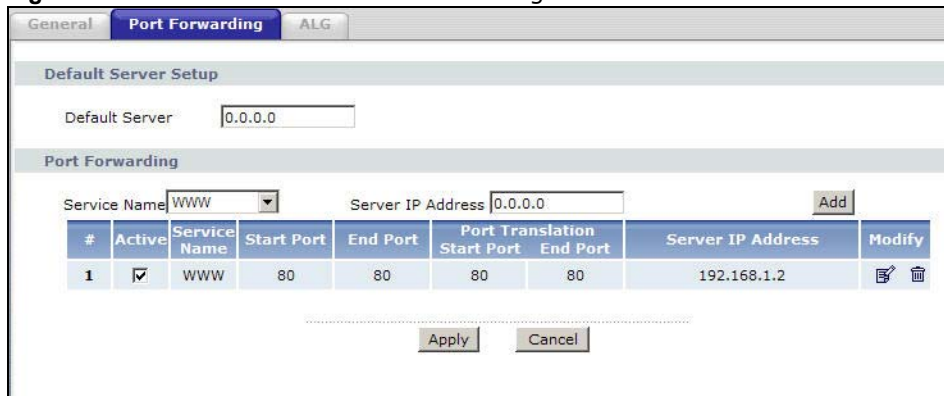 General Port Forwarding ALG
Default Server Setup
Default Server 0.0.0.0
Port Forwarding
Service Name WWW Server IP Address 0.0.0.0 Add
# Active Service Name Start Port End Port Port Translation Start Port End Port Server IP Address Modify
1 WWW 80 80 80 80 192.168.1.2
Apply Cancel